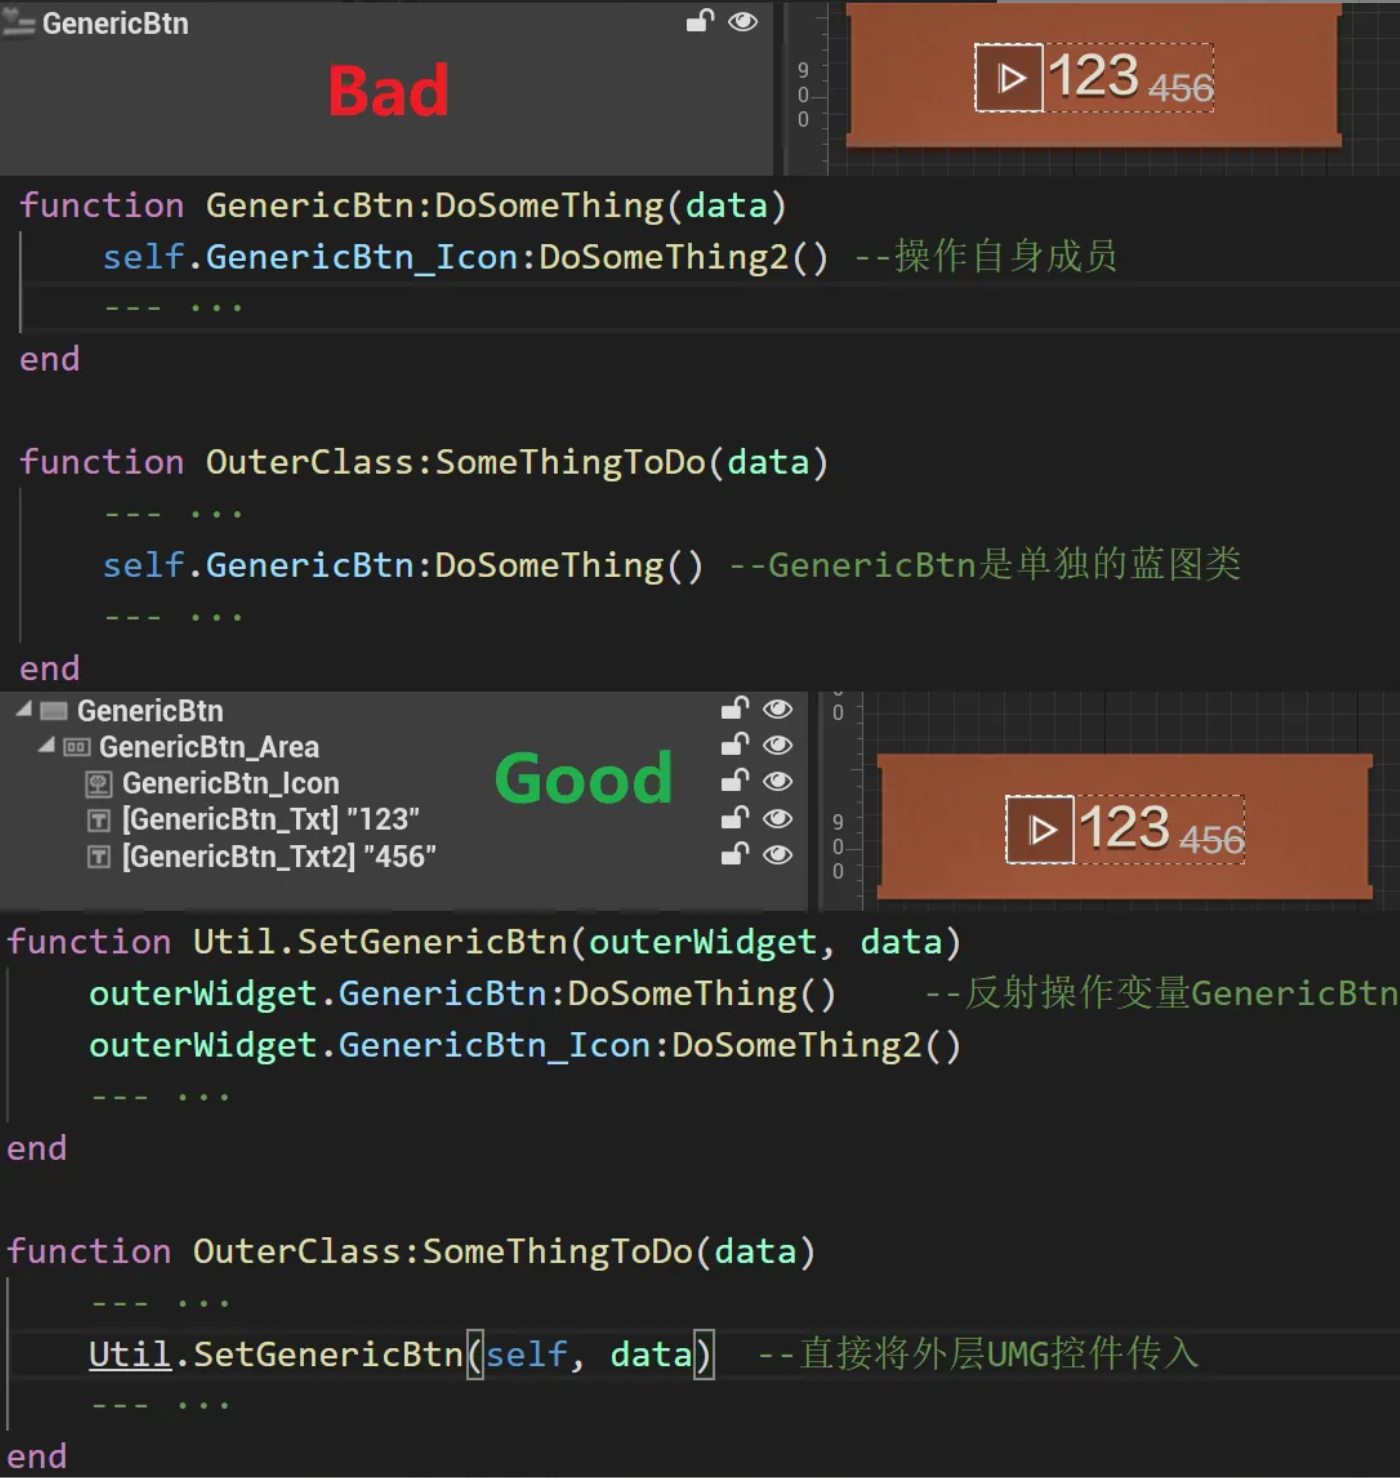 GenericBtn
Bad
9
0
0
123 456
function GenericBtn:DoSomeThing(data)
self.GenericBtn_Icon:DoSomeThing2() --操作自身成员
--- ...
end
function OuterClass:SomeThingToDo(data)
--- ...
self.GenericBtn:DoSomeThing() --GenericBtn是单独的蓝图类
--- ...
end
GenericBtn
GenericBtn_Area
GenericBtn_Icon
[GenericBtn_Txt] "123"
[GenericBtn_Txt2] "456"
Good
0
9
0
0
123 456
function Util.SetGenericBtn(outerWidget, data)
outerWidget.GenericBtn:DoSomeThing() --反射操作变量GenericBtn
outerWidget.GenericBtn_Icon:DoSomeThing2()
--- ...
end
function OuterClass:SomeThingToDo(data)
--- ...
Util.SetGenericBtn(self, data) --直接将外层UMG控件传入
--- ...
end